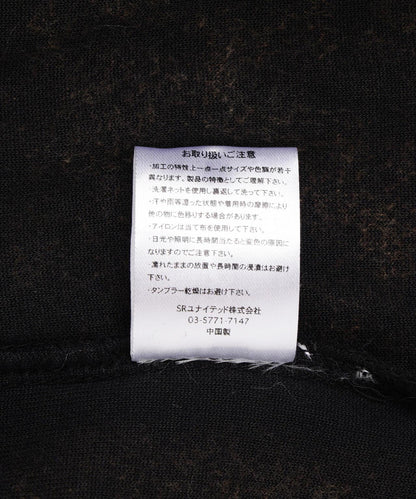 お取り扱いご注意
・加工の特性上一点一点サイズや色落が若干
異なります、製品の特徴としてご理解下さい。
・洗濯ネットを使用し裏返して洗って下さい。
・汗や雨等湿った状態や着用時の摩擦により
他の物に色移りする場合があります。
・アイロンは当て布を使用して下さい。
・日光や照明に長時間当たると変色の原因に
なりますのでご注意下さい。
・濡れたままの放置や長時間の浸漬はお避け
下さい。
・タンブラー乾燥はお避け下さい。
SRユナイテッド株式会社
03-5771-7147
中国製